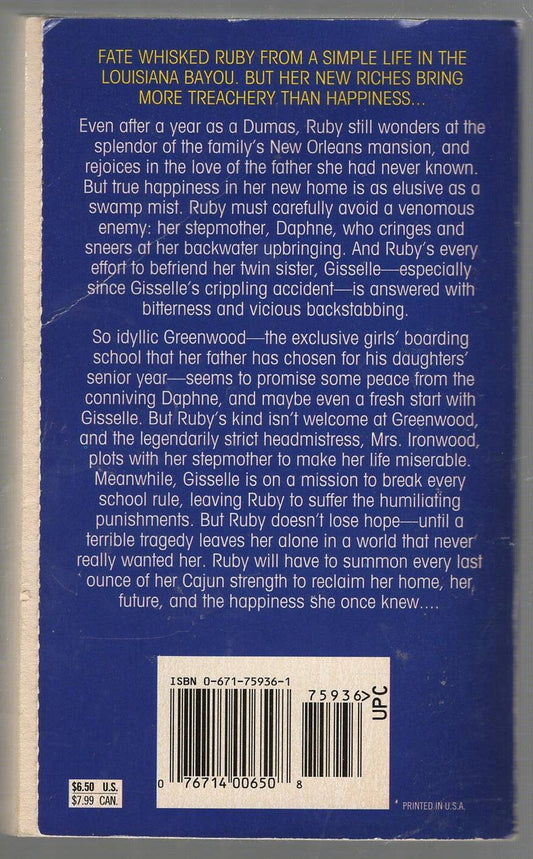 FATE WHISKED RUBY FROM A SIMPLE LIFE IN THE
LOUISIANA BAYOU. BUT HER NEW RICHES BRING
MORE TREACHERY THAN HAPPINESS...
Even after a year as a Dumas, Ruby still wonders at the
splendor of the family's New Orleans mansion, and
rejoices in the love of the father she had never known.
But true happiness in her new home is as elusive as a
swamp mist. Ruby must carefully avoid a venomous
enemy: her stepmother, Daphne, who cringes and
sneers at her backwater upbringing. And Ruby's every
effort to befriend her twin sister, Gisselle—especially
since Gisselle's crippling accident—is answered with
bitterness and vicious backstabbing.
So idyllic Greenwood—the exclusive girls' boarding
school that her father has chosen for his daughters'
senior year—seems to promise some peace from the
conniving Daphne, and maybe even a fresh start with
Gisselle. But Ruby's kind isn't welcome at Greenwood,
and the legendarily strict headmistress, Mrs. Ironwood,
plots with her stepmother to make her life miserable.
Meanwhile, Gisselle is on a mission to break every
school rule, leaving Ruby to suffer the humiliating
punishments. But Ruby doesn't lose hope—until a
terrible tragedy leaves her alone in a world that never
really wanted her. Ruby will have to summon every last
ounce of her Cajun strength to reclaim her home, her
future, and the happiness she once knew....
ISBN 0-671-75936-1
75936>
UPC
0 76714 00650 8
$6.50 U.S.
$7.99 CAN.
PRINTED IN U.S.A.